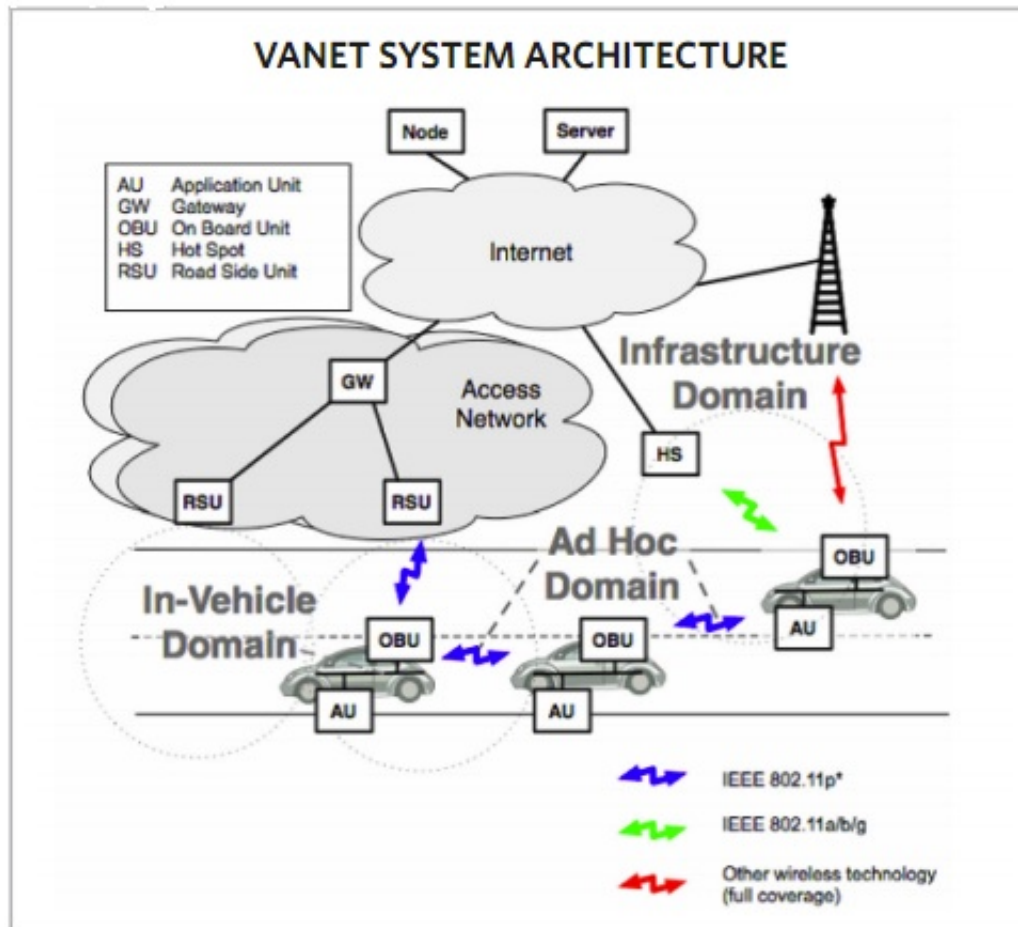 VANET SYSTEM ARCHITECTURE
Node
Server
AU Application Unit
GW Gateway
OBU On Board Unit
HS Hot Spot
RSU Road Side Unit
Internet
Infrastructure
Domain
GW
Access
Network
HS
RSU
RSU
Ad Hoc
Domain
OBU
In-Vehicle
Domain
OBU
OBU
AU
AU
AU
IEEE 802.11p*
IEEE 802.11a/b/g
Other wireless technology
(full coverage)